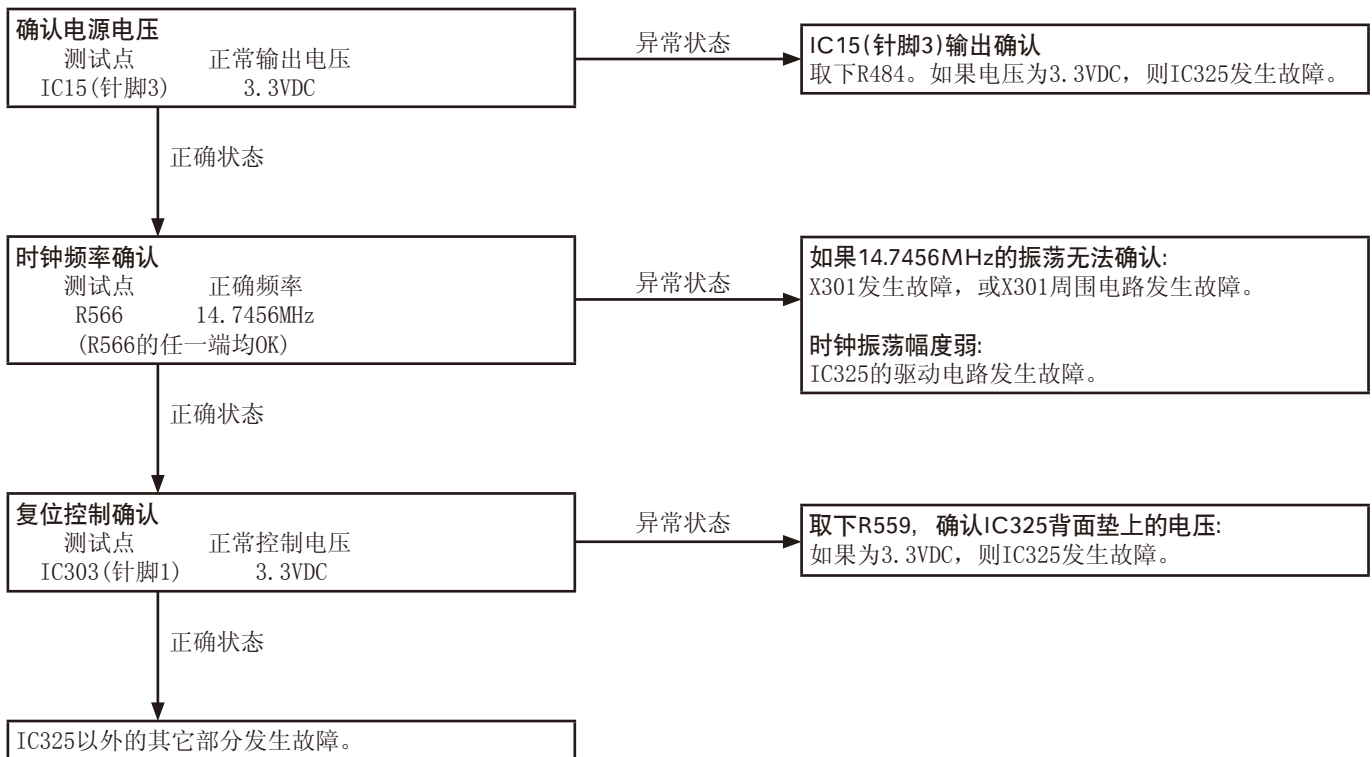 确认电源电压
测试点 正常输出电压
IC15(针脚3) 3.3VDC
异常状态
IC15(针脚3)输出确认
取下R484。如果电压为3.3VDC，则IC325发生故障。
正确状态
时钟频率确认
测试点 正确频率
R566 14.7456MHz
(R566的任一端均OK)
异常状态
如果14.7456MHz的振荡无法确认:
X301发生故障，或X301周围电路发生故障。
时钟振荡幅度弱:
IC325的驱动电路发生故障。
正确状态
复位控制确认
测试点 正常控制电压
IC303(针脚1) 3.3VDC
异常状态
取下R559，确认IC325背面垫上的电压:
如果为3.3VDC，则IC325发生故障。
正确状态
IC325以外的其它部分发生故障。